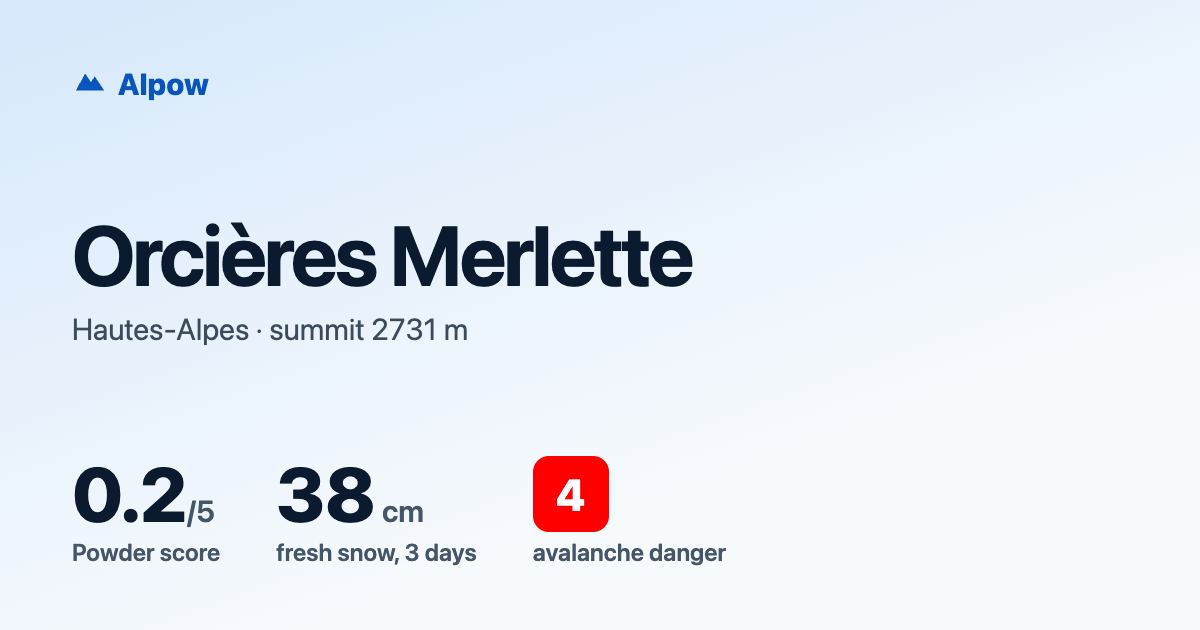 Alpow
Orcières Merlette
Hautes-Alpes · summit 2731 m
0.2/5 38 cm 4
Powder score fresh snow, 3 days avalanche danger